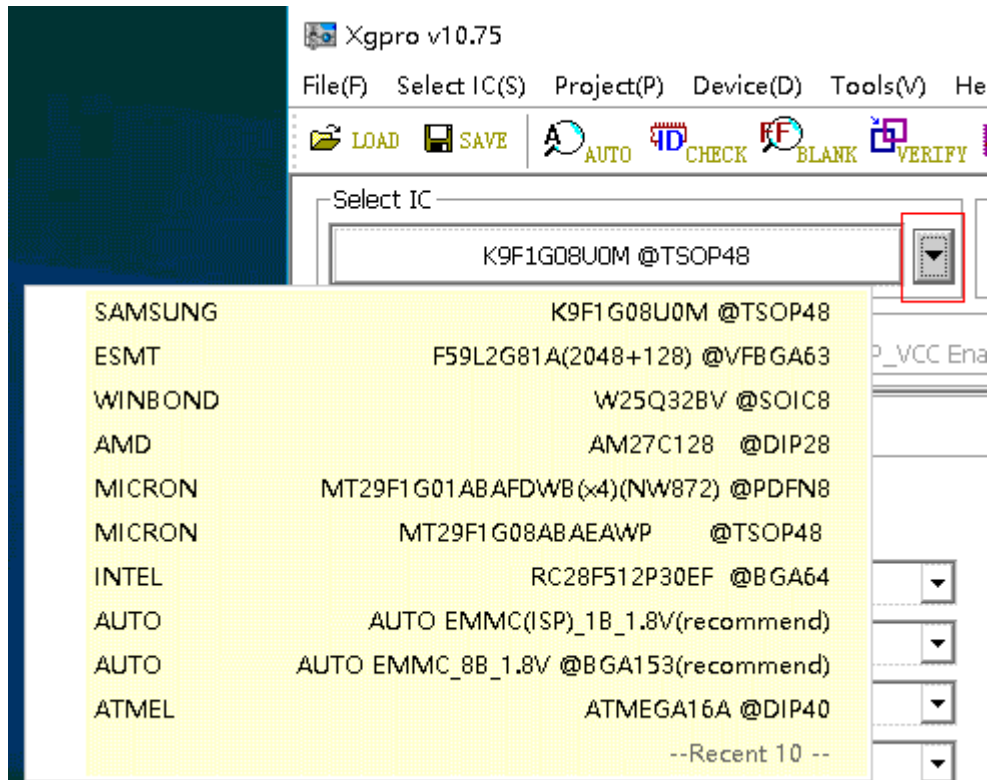 Xgpro v10.75
File(F) Select IC(S) Project(P) Device(D) Tools(V) He
LOAD SAVE AUTO CHECK BLANK VERIFY
Select IC
K9F1G08U0M @TSOP48
SAMSUNG K9F1G08U0M @TSOP48
ESMT F59L2G81A(2048+128) @VFBGA63
P_VCC Ena
WINBOND W25Q32BV @SOIC8
AMD AM27C128 @DIP28
MICRON MT29F1G01ABAFDWB(x4)(NW872) @PDFN8
MICRON MT29F1G08ABAEAWP @TSOP48
INTEL RC28F512P30EF @BGA64
AUTO AUTO EMMC(ISP)_1B_1.8V(recommend)
AUTO AUTO EMMC_8B_1.8V @BGA153(recommend)
ATMEL ATMEGA16A @DIP40
--Recent 10 --